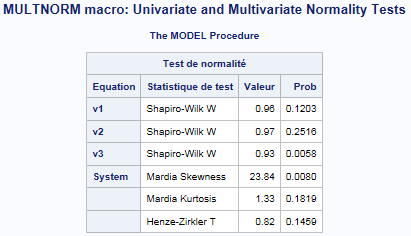 MULTNORM macro: Univariate and Multivariate Normality Tests
The MODEL Procedure
Test de normalité
Equation Statistique de test Valeur Prob
v1 Shapiro-Wilk W 0.96 0.1203
v2 Shapiro-Wilk W 0.97 0.2516
v3 Shapiro-Wilk W 0.93 0.0058
System Mardia Skewness 23.84 0.0080
Mardia Kurtosis 1.33 0.1819
Henze-Zirkler T 0.82 0.1459